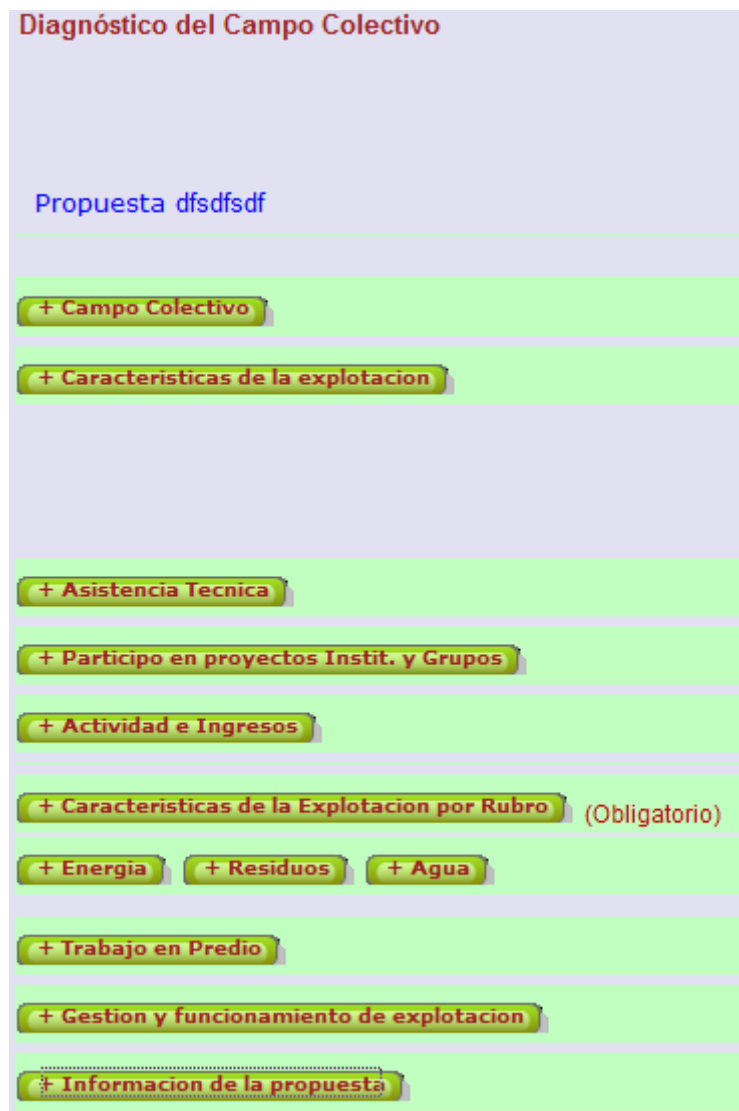 Diagnóstico del Campo Colectivo
Propuesta dfsdfsdf
+ Campo Colectivo
+ Caracteristicas de la explotacion
+ Asistencia Tecnica
+ Participo en proyectos Instit. y Grupos
+ Actividad e Ingresos
+ Caracteristicas de la Explotacion por Rubro (Obligatorio)
+ Energia + Residuos + Agua
+ Trabajo en Predio
+ Gestion y funcionamiento de explotacion
+ Informacion de la propuesta